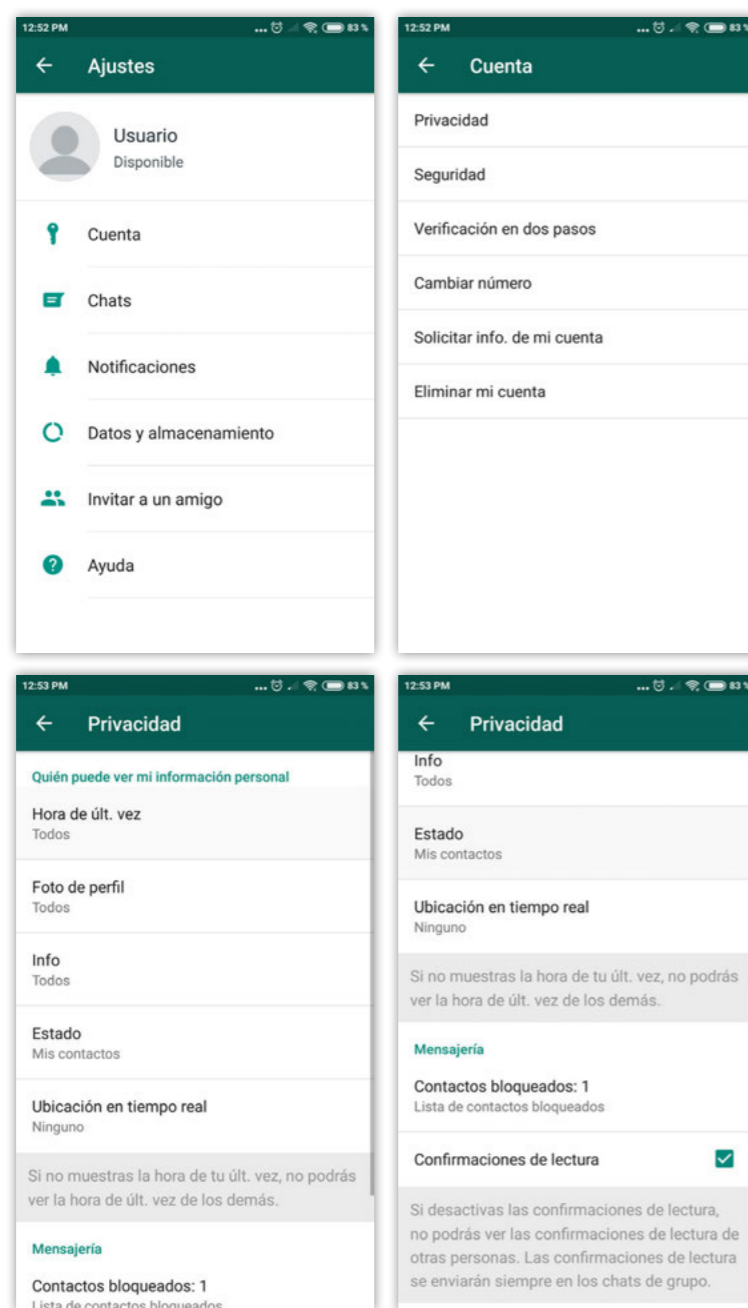 12:52 PM
83 %
Ajustes
Usuario
Disponible
Cuenta
Chats
Notificaciones
Datos y almacenamiento
Invitar a un amigo
Ayuda
12:52 PM
83 %
Cuenta
Privacidad
Seguridad
Verificación en dos pasos
Cambiar número
Solicitar info. de mi cuenta
Eliminar mi cuenta
12:53 PM
83 %
Privacidad
Quién puede ver mi información personal
Hora de últ. vez
Todos
Foto de perfil
Todos
Info
Todos
Estado
Mis contactos
Ubicación en tiempo real
Ninguno
Si no muestras la hora de tu últ. vez, no podrás
ver la hora de últ. vez de los demás.
Mensajería
Contactos bloqueados: 1
Lista de contactos bloqueados
12:53 PM
83 %
Privacidad
Info
Todos
Estado
Mis contactos
Ubicación en tiempo real
Ninguno
Si no muestras la hora de tu últ. vez, no podrás
ver la hora de últ. vez de los demás.
Mensajería
Contactos bloqueados: 1
Lista de contactos bloqueados
Confirmaciones de lectura
Si desactivas las confirmaciones de lectura,
no podrás ver las confirmaciones de lectura de
otras personas. Las confirmaciones de lectura
se enviarán siempre en los chats de grupo.